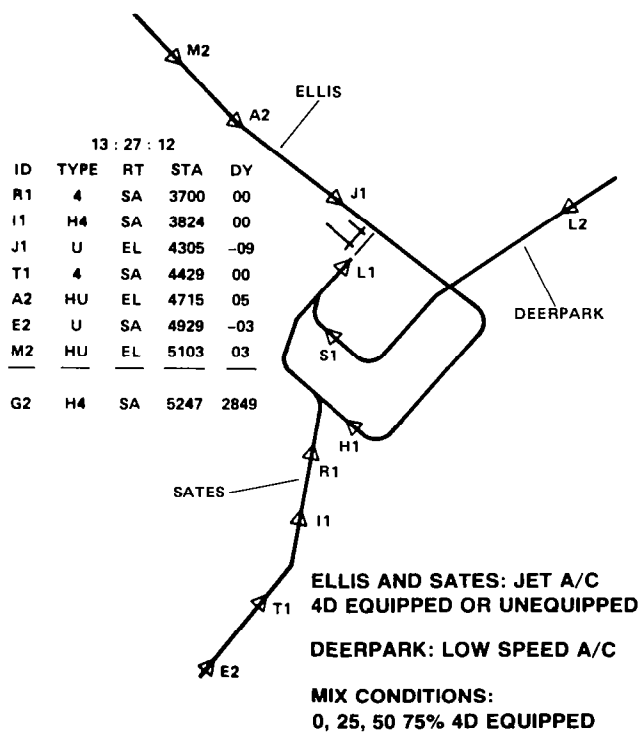 M2
ELLIS
A2
13 : 27 : 12
ID TYPE RT STA DY
R1 4 SA 3700 00
I1 H4 SA 3824 00
J1 U EL 4305 -09
T1 4 SA 4429 00
A2 HU EL 4715 05
E2 U SA 4929 -03
M2 HU EL 5103 03
G2 H4 SA 5247 2849
J1
L2
L1
DEERPARK
S1
H1
R1
SATES
I1
T1
E2
ELLIS AND SATES: JET A/C
4D EQUIPPED OR UNEQUIPPED
DEERPARK: LOW SPEED A/C
MIX CONDITIONS:
0, 25, 50 75% 4D EQUIPPED